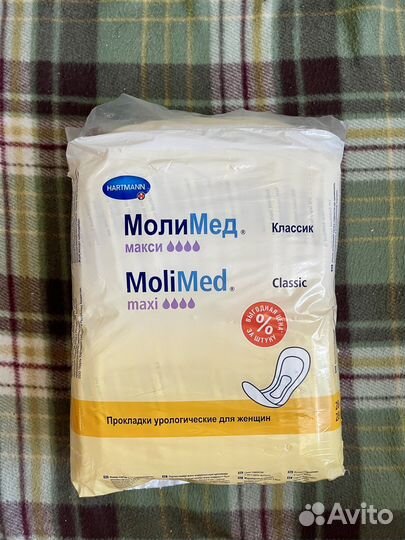 HARTMANN
МолиМед®
макси
Классик
MoliMed®
maxi
Classic
ВЫГОДНАЯ ЦЕНА
%
ЗА ШТУКУ
Прокладки урологические для женщин
Avito